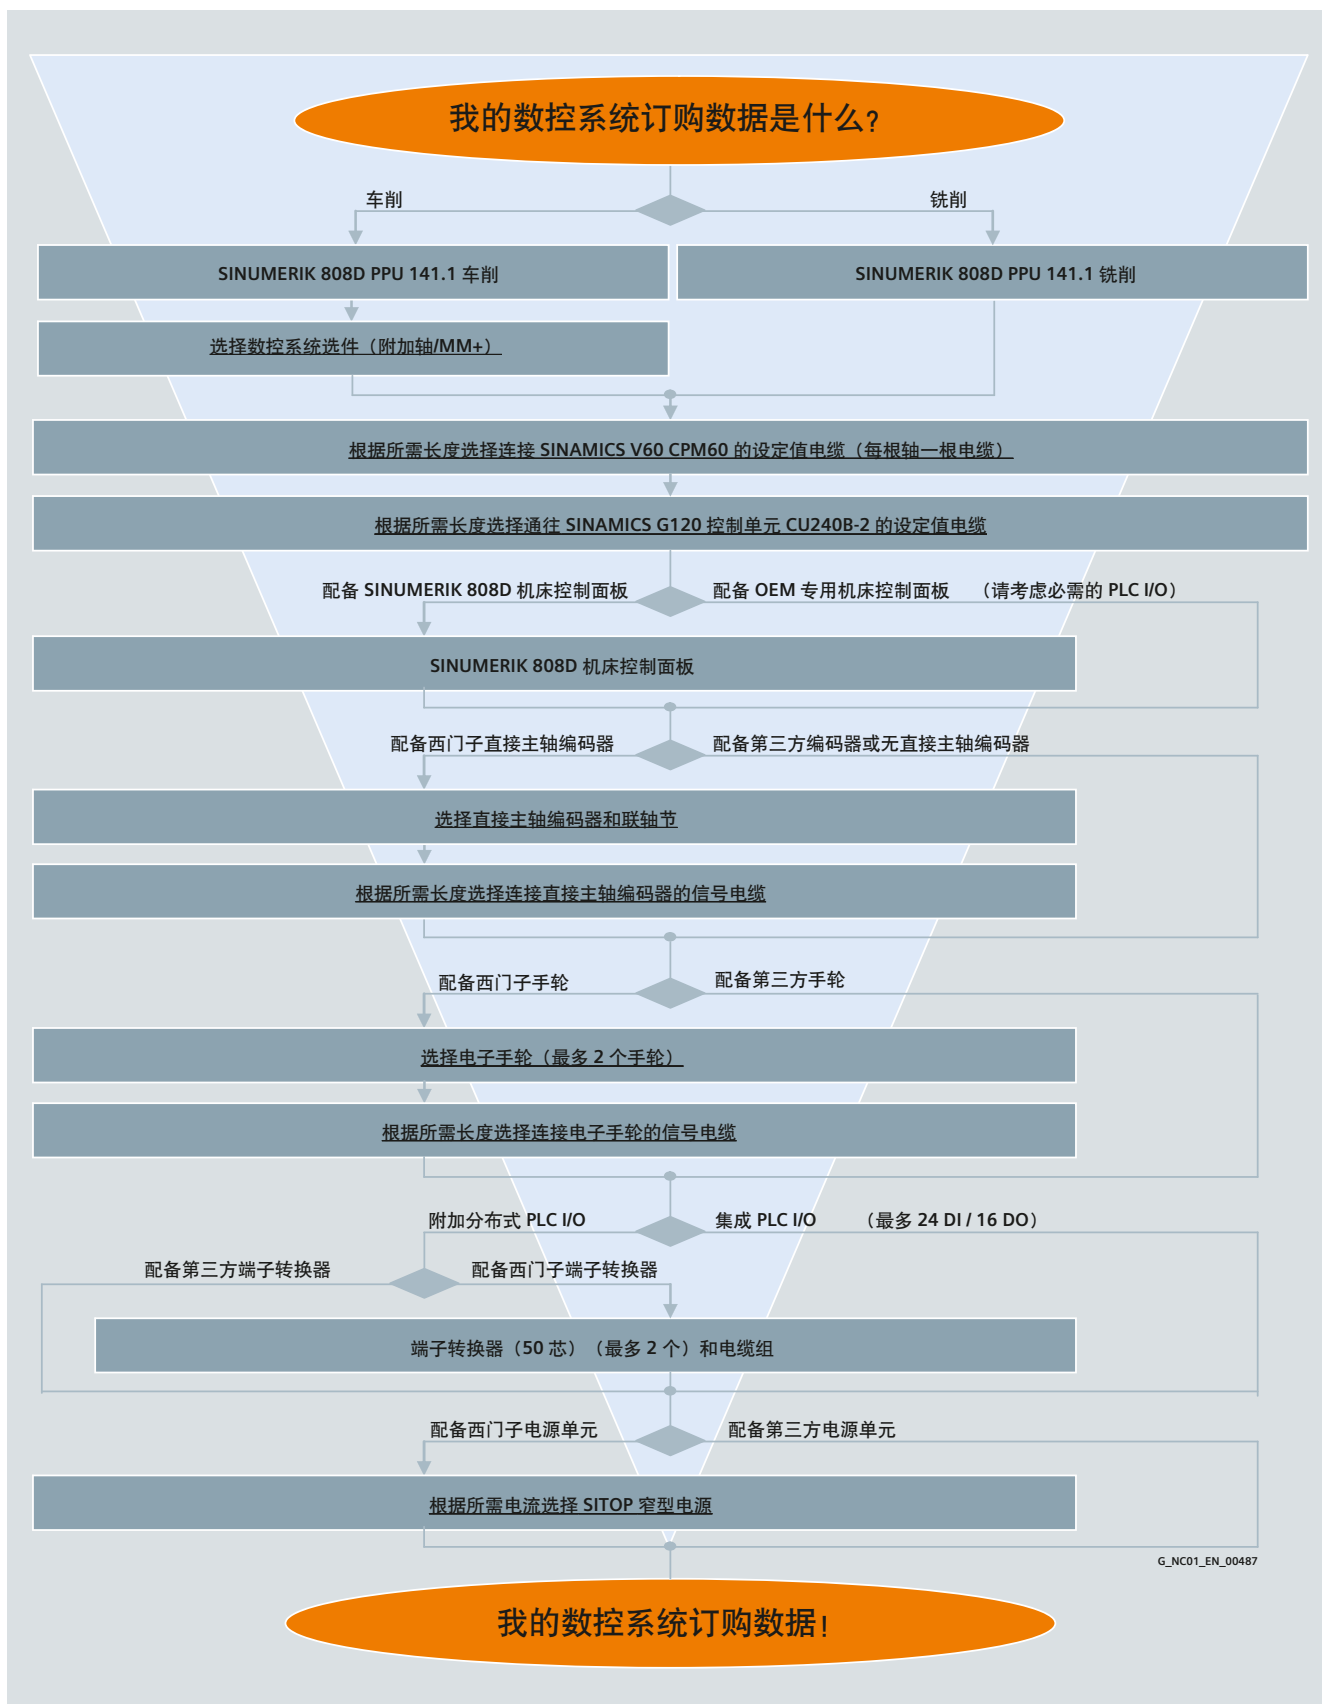 我的数控系统订购数据是什么？
车削
铣削
SINUMERIK 808D PPU 141.1 车削
SINUMERIK 808D PPU 141.1 铣削
选择数控系统选件（附加轴/MM+）
根据所需长度选择连接 SINAMICS V60 CPM60 的设定值电缆（每根轴一根电缆）
根据所需长度选择通往 SINAMICS G120 控制单元 CU240B-2 的设定值电缆
配备 SINUMERIK 808D 机床控制面板
配备 OEM 专用机床控制面板 （请考虑必需的 PLC I/O）
SINUMERIK 808D 机床控制面板
配备西门子直接主轴编码器
配备第三方编码器或无直接主轴编码器
选择直接主轴编码器和联轴节
根据所需长度选择连接直接主轴编码器的信号电缆
配备西门子手轮
配备第三方手轮
选择电子手轮（最多 2 个手轮）
根据所需长度选择连接电子手轮的信号电缆
附加分布式 PLC I/O
集成 PLC I/O （最多 24 DI / 16 DO）
配备第三方端子转换器
配备西门子端子转换器
端子转换器（50 芯）（最多 2 个）和电缆组
配备西门子电源单元
配备第三方电源单元
根据所需电流选择 SITOP 窄型电源
G_NC01_EN_00487
我的数控系统订购数据！